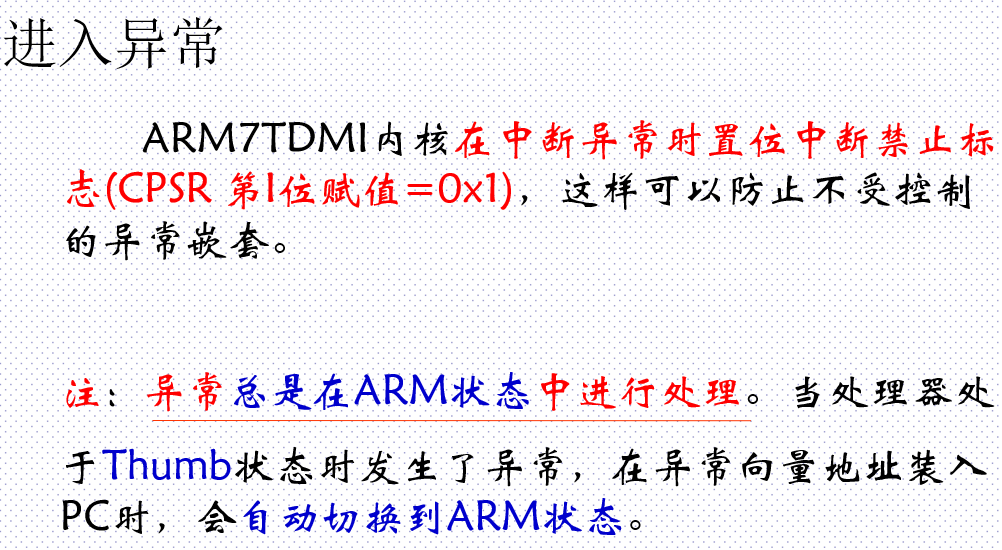 进入异常
ARM7TDMI内核在中断异常时置位中断禁止标
志(CPSR 第I位赋值＝0x1)，这样可以防止不受控制
的异常嵌套。
注：异常总是在ARM状态中进行处理。当处理器处
于Thumb状态时发生了异常，在异常向量地址装入
PC时，会自动切换到ARM状态。